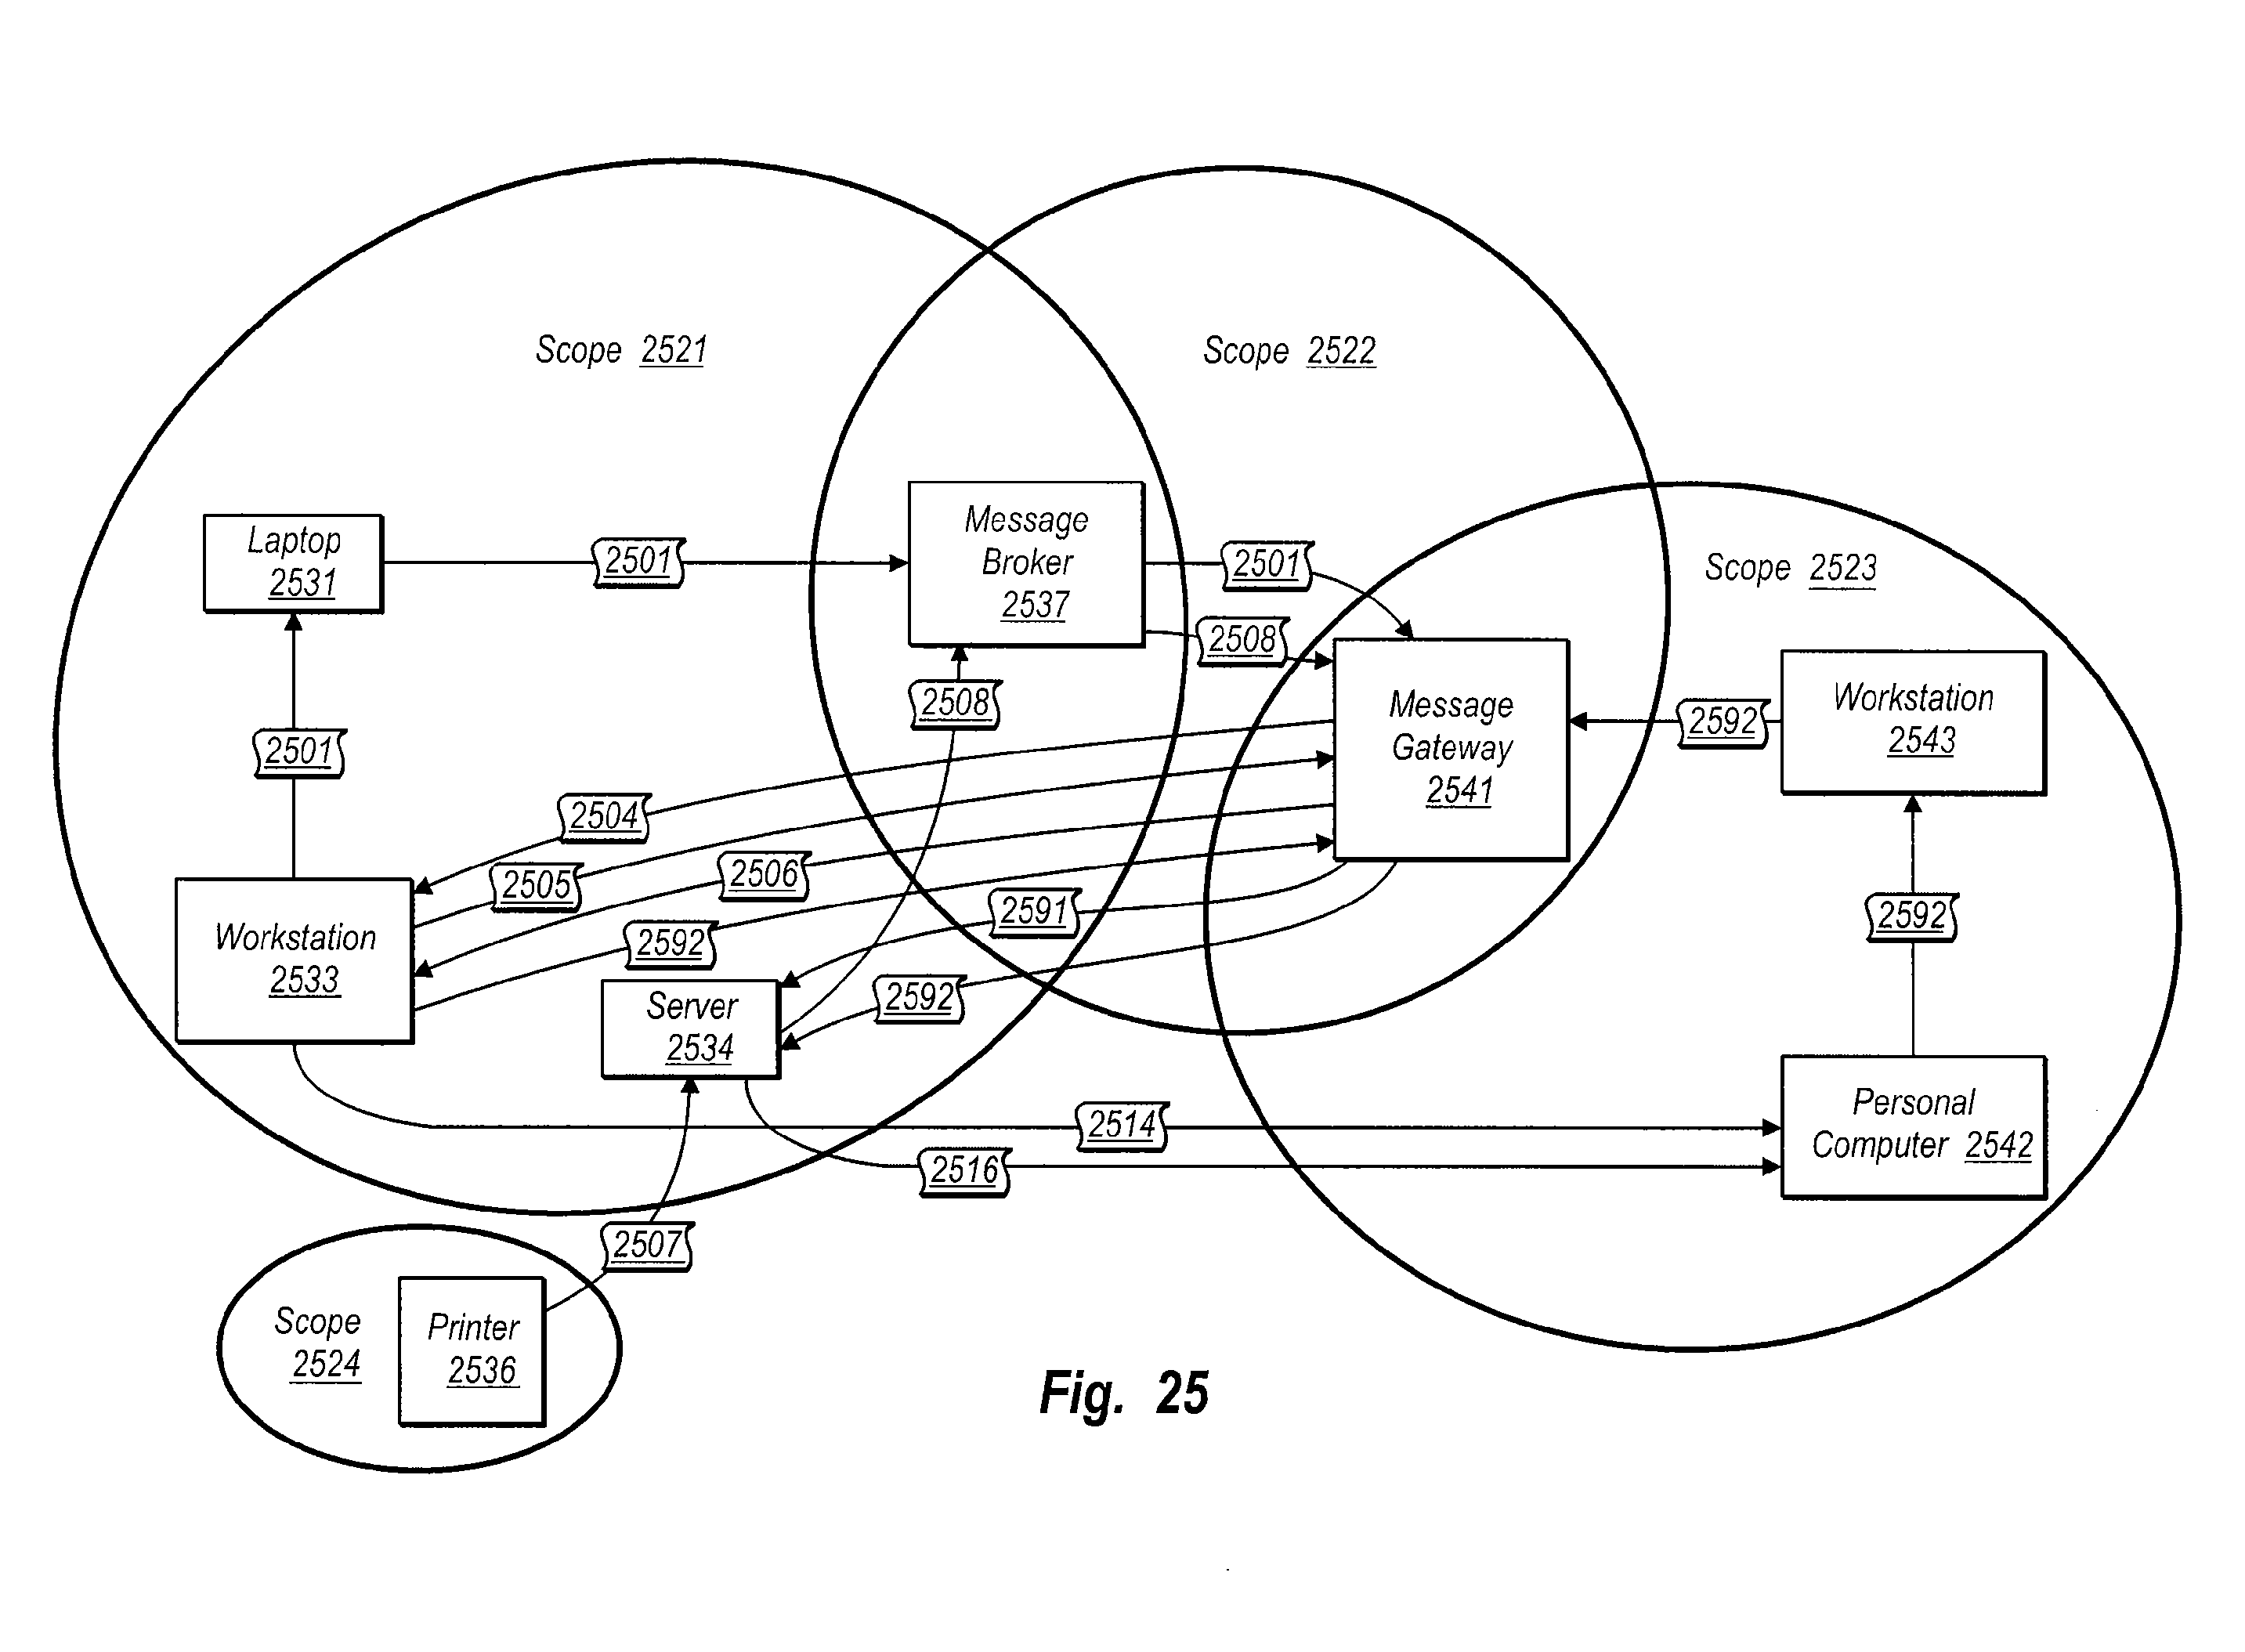 Scope 2521
Scope 2522
Scope 2523
Laptop
2531
2501
Message
Broker
2537
2501
2508
2508
Message
Gateway
2541
2592
Workstation
2543
2501
2504
2505
2506
2592
2591
2592
2592
Workstation
2533
Server
2534
2514
2516
Personal
Computer 2542
2507
Scope
2524
Printer
2536
Fig. 25